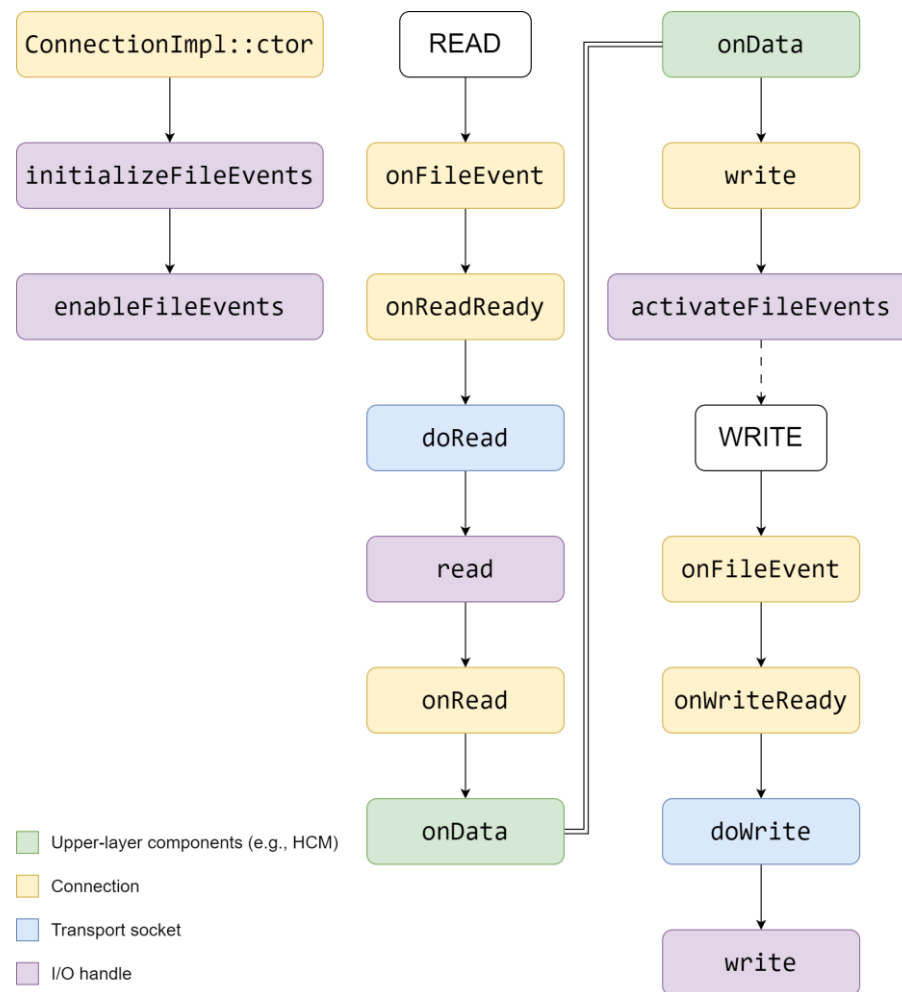 ConnectionImpl::ctor
initializeFileEvents
enableFileEvents
READ
onFileEvent
onReadReady
doRead
read
onRead
onData
onData
write
activateFileEvents
WRITE
onFileEvent
onWriteReady
doWrite
write
Upper-layer components (e.g., HCM)
Connection
Transport socket
I/O handle